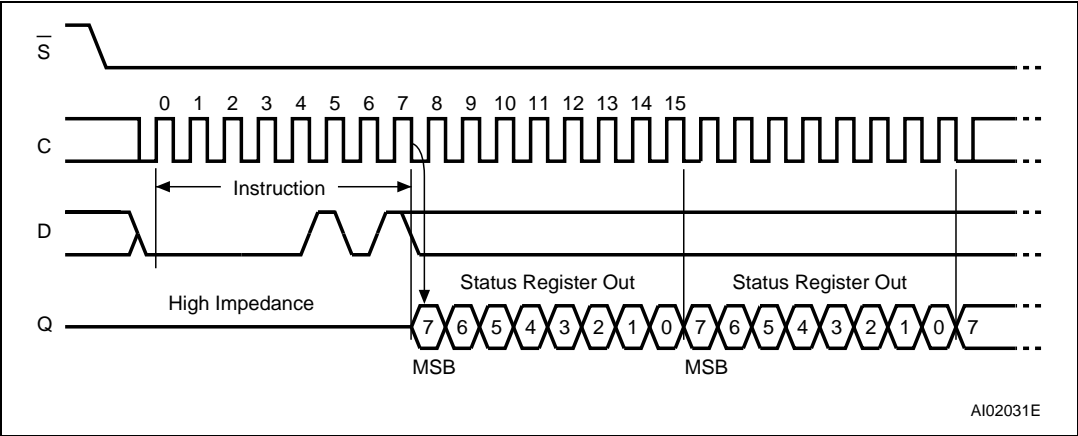 S
0 1 2 3 4 5 6 7 8 9 10 11 12 13 14 15
C
Instruction
D
Status Register Out Status Register Out
High Impedance
Q 7 6 5 4 3 2 1 0 7 6 5 4 3 2 1 0 7
MSB MSB
AI02031E